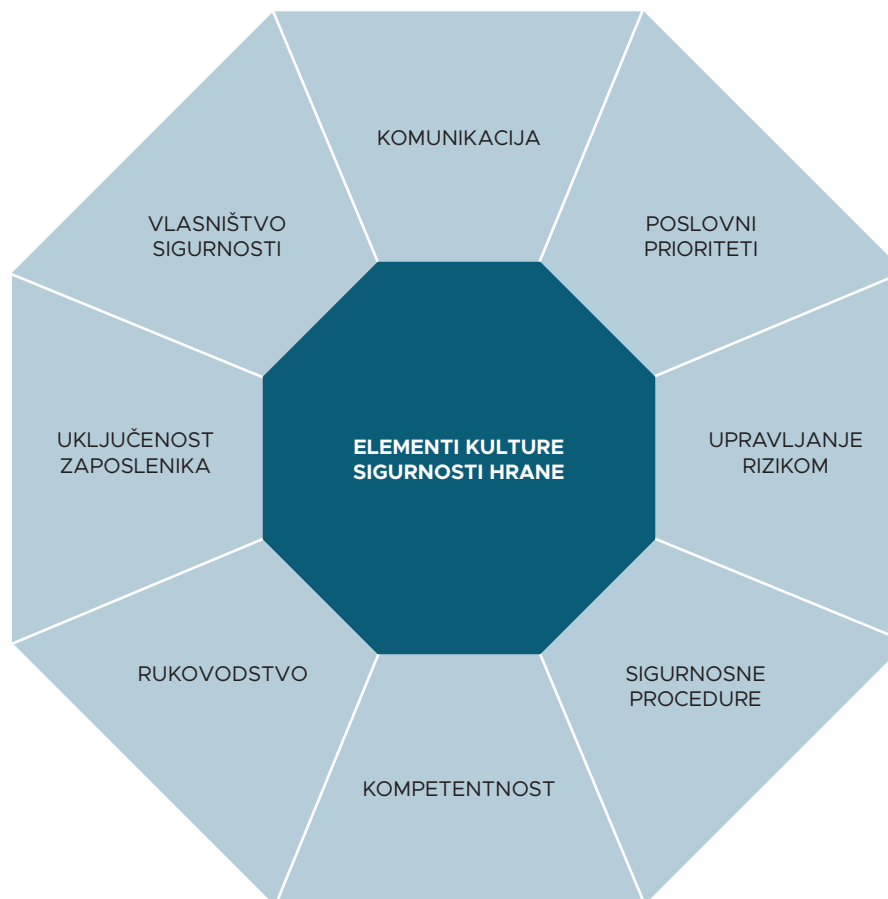 KOMUNIKACIJA
VLASNIŠTVO
SIGURNOSTI
POSLOVNI
PRIORITETI
UKLJUČENOST
ZAPOSLENIKA
ELEMENTI KULTURE
SIGURNOSTI HRANE
UPRAVLJANJE
RIZIKOM
RUKOVODSTVO
SIGURNOSNE
PROCEDURE
KOMPETENTNOST